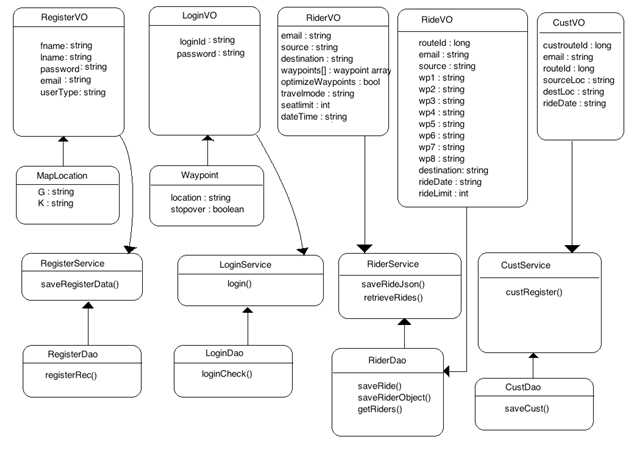 RegisterVO
fname: string
lname: string
password: string
email : string
userType: string
LoginVO
loginId : string
password: string
RiderVO
email : string
source : string
destination: string
waypoints[] : waypoint array
optimizeWaypoints : bool
travelmode : string
seatlimit : int
dateTime : string
RideVO
routeId : long
email : string
source : string
wp1 : string
wp2 : string
wp3 : string
wp4 : string
wp5 : string
wp6 : string
wp7 : string
wp8 : string
destination: string
rideDate : string
rideLimit : int
CustVO
custrouteId : long
email : string
routeId : long
sourceLoc : string
destLoc : string
rideDate : string
MapLocation
G : string
K : string
Waypoint
location : string
stopover : boolean
RegisterService
saveRegisterData()
LoginService
login()
RiderService
saveRideJson()
retrieveRides()
CustService
custRegister()
RegisterDao
registerRec()
LoginDao
loginCheck()
RiderDao
saveRide()
saveRiderObject()
getRiders()
CustDao
saveCust()